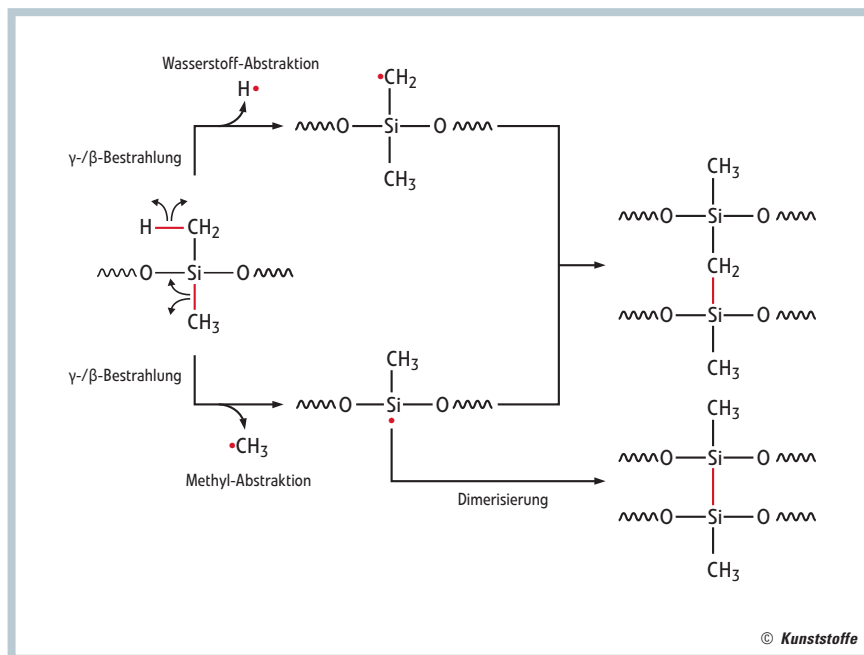 Wasserstoff-Abstraktion
H•
•CH2
O—Si—O
CH3
γ-/β-Bestrahlung
H—CH2
O—Si—O
CH3
γ-/β-Bestrahlung
•CH3
Methyl-Abstraktion
CH3
O—Si—O
•
Dimerisierung
CH3
O—Si—O
CH2
O—Si—O
CH3
CH3
O—Si—O
O—Si—O
CH3
© Kunststoffe